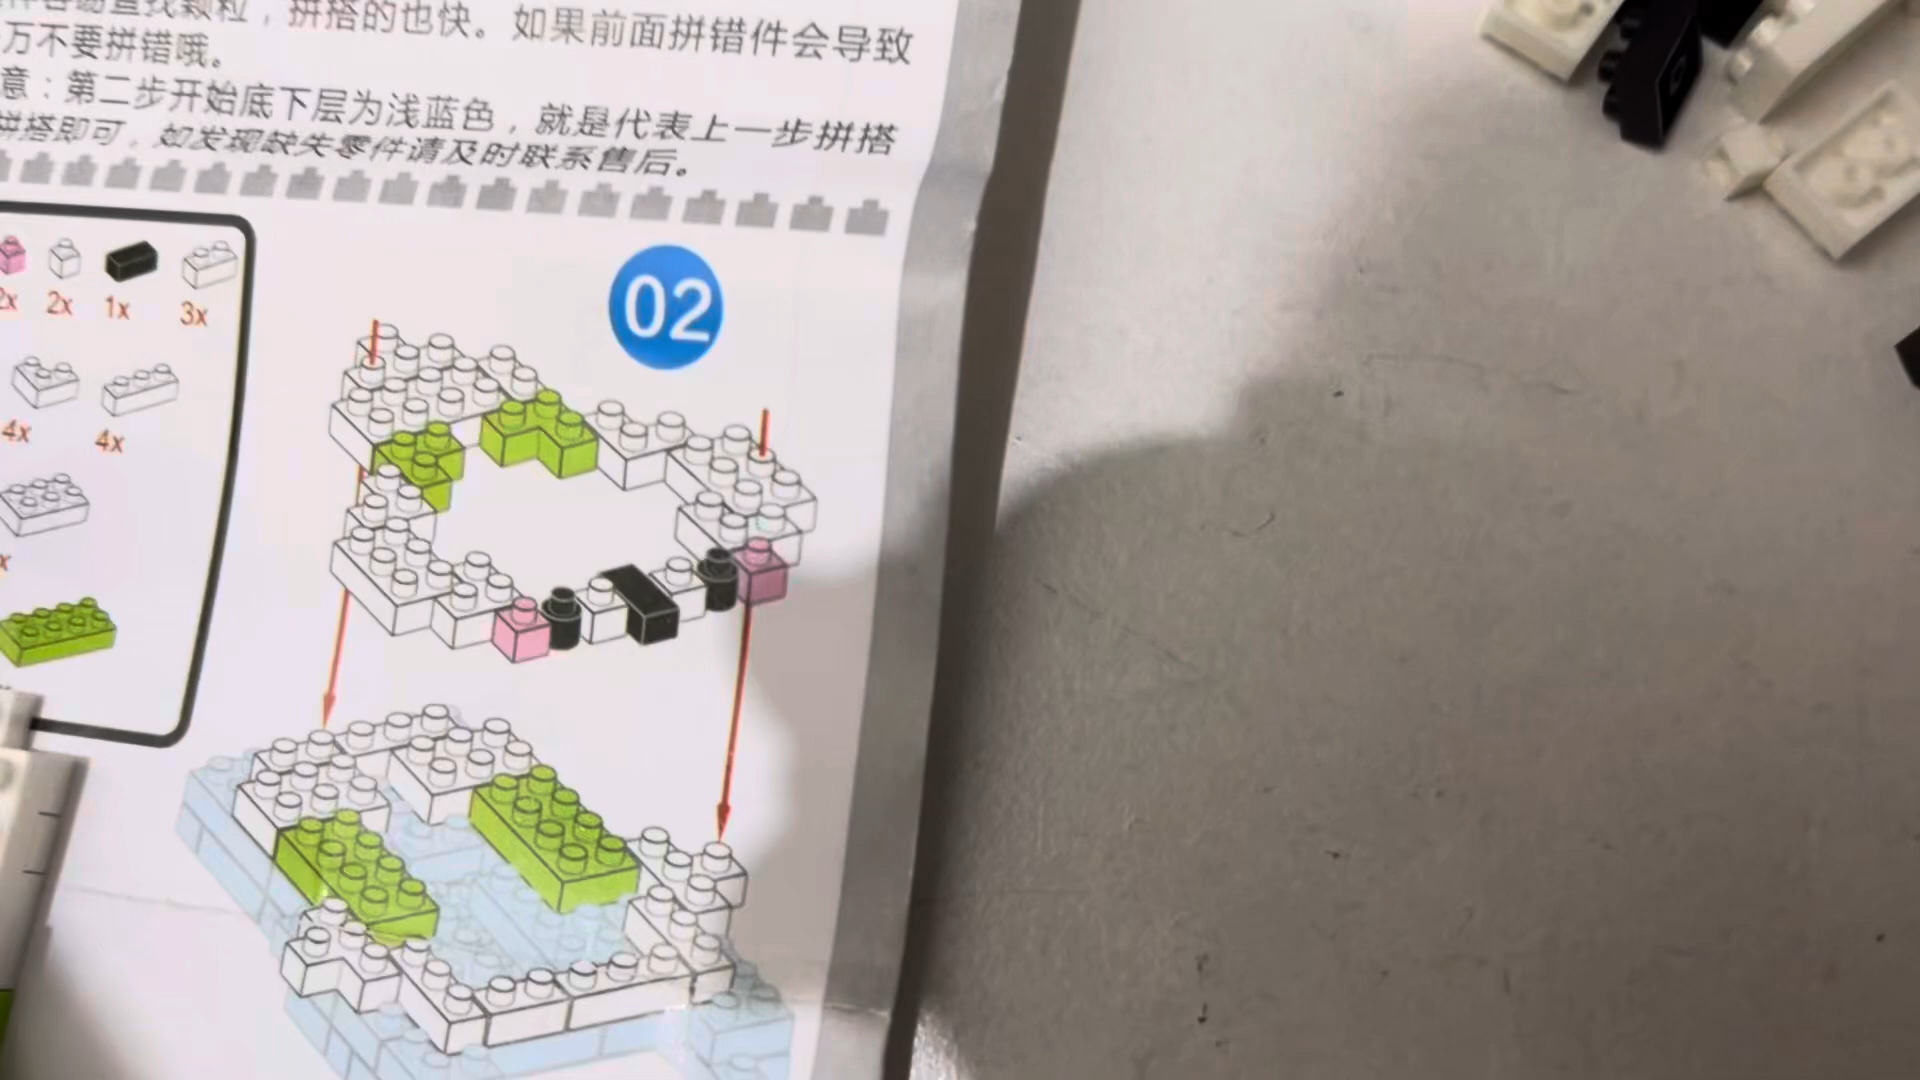 颗粒，拼搭的也快。如果前面拼错件会导致
万不要拼错哦。
意：第二步开始底下层为浅蓝色，就是代表上一步拼搭
拼搭即可，如发现缺失零件请及时联系售后。
02
2x 2x 1x 3x
4x 4x
x